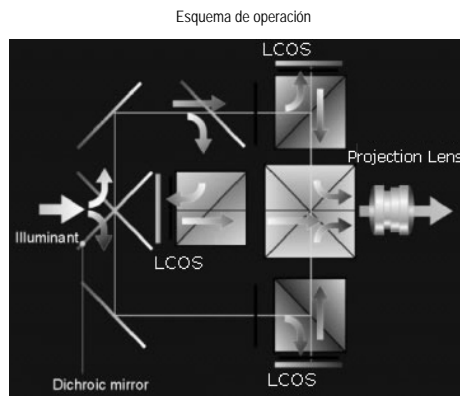 Esquema de operación
LCOS
Projection Lens
Illuminant
LCOS
Dichroic mirror
LCOS